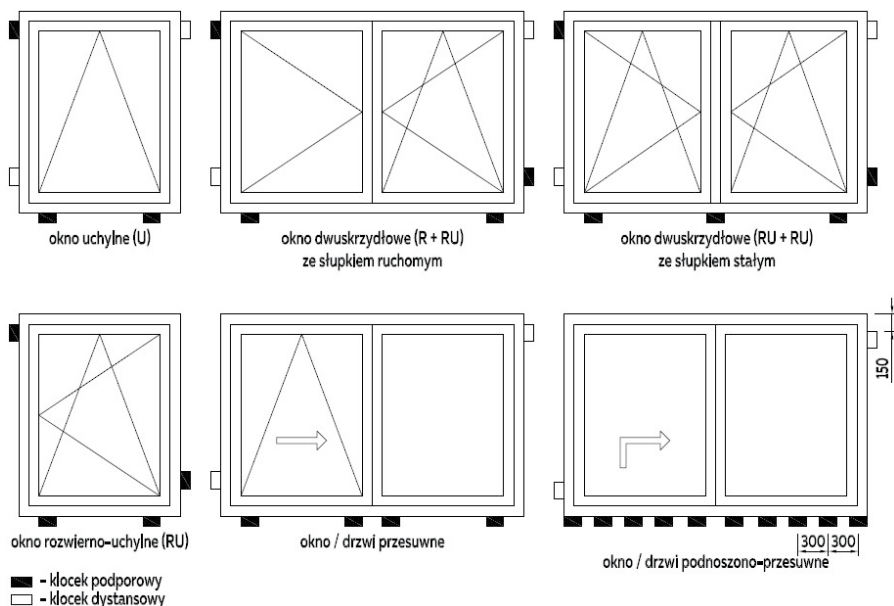 okno uchylne (U)
okno dwuskrzydłowe (R + RU)
ze słupkiem ruchomym
okno dwuskrzydłowe (RU + RU)
ze słupkiem stałym
150
okno rozwierno-uchylne (RU)
okno / drzwi przesuwne
300 300
okno / drzwi podnoszono-przesuwne
- klocek podporowy
- klocek dystansowy